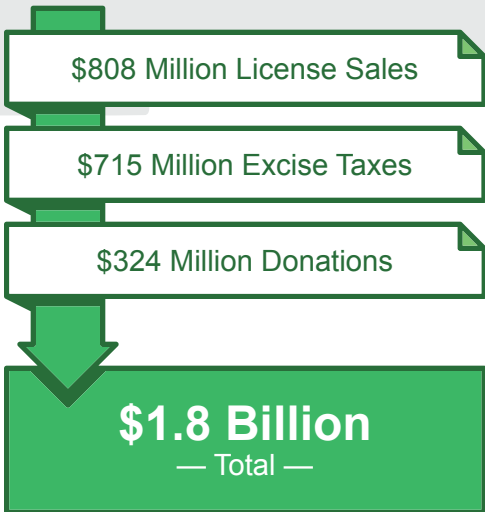 $808 Million License Sales
$715 Million Excise Taxes
$324 Million Donations
$1.8 Billion
— Total —